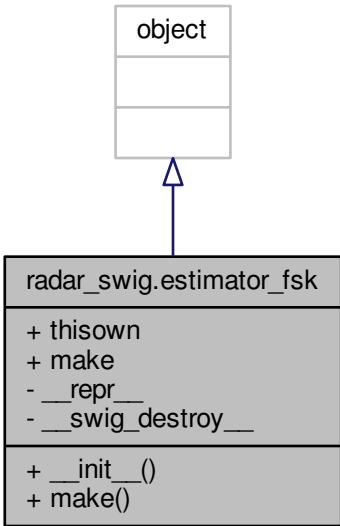 object
radar_swig.estimator_fsk
+ thisown
+ make
- __repr__
- __swig_destroy__
+ __init__()
+ make()